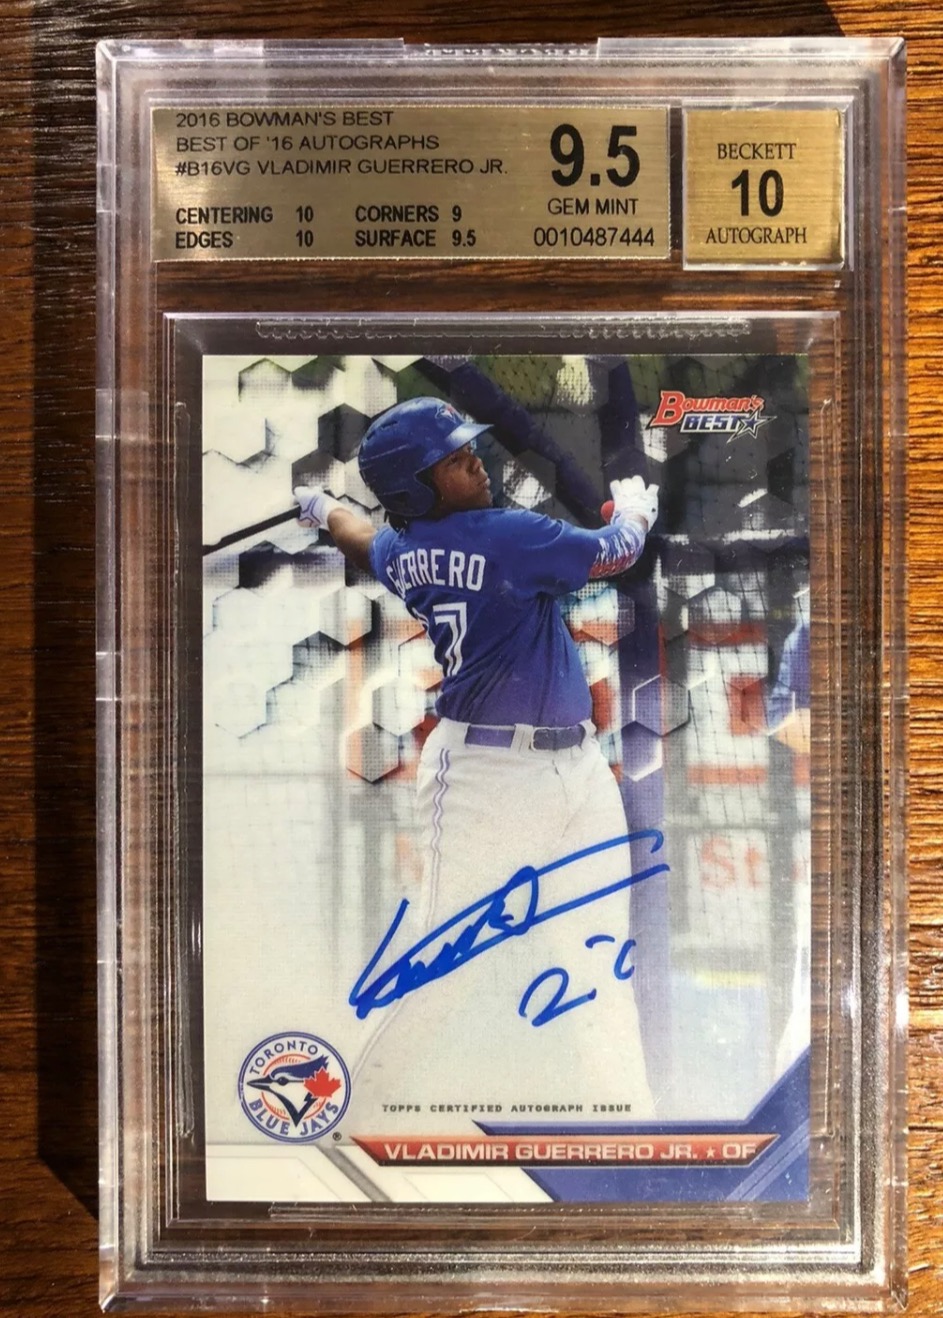 2016 BOWMAN'S BEST
BEST OF '16 AUTOGRAPHS
#B16VG VLADIMIR GUERRERO JR.
CENTERING 10 CORNERS 9
EDGES 10 SURFACE 9.5
9.5
GEM MINT
0010487444
BECKETT
10
AUTOGRAPH
Bowman's
BEST
GUERRERO
7
TORONTO
BLUE JAYS
®
TOPPS CERTIFIED AUTOGRAPH ISSUE
VLADIMIR GUERRERO JR. ★ OF